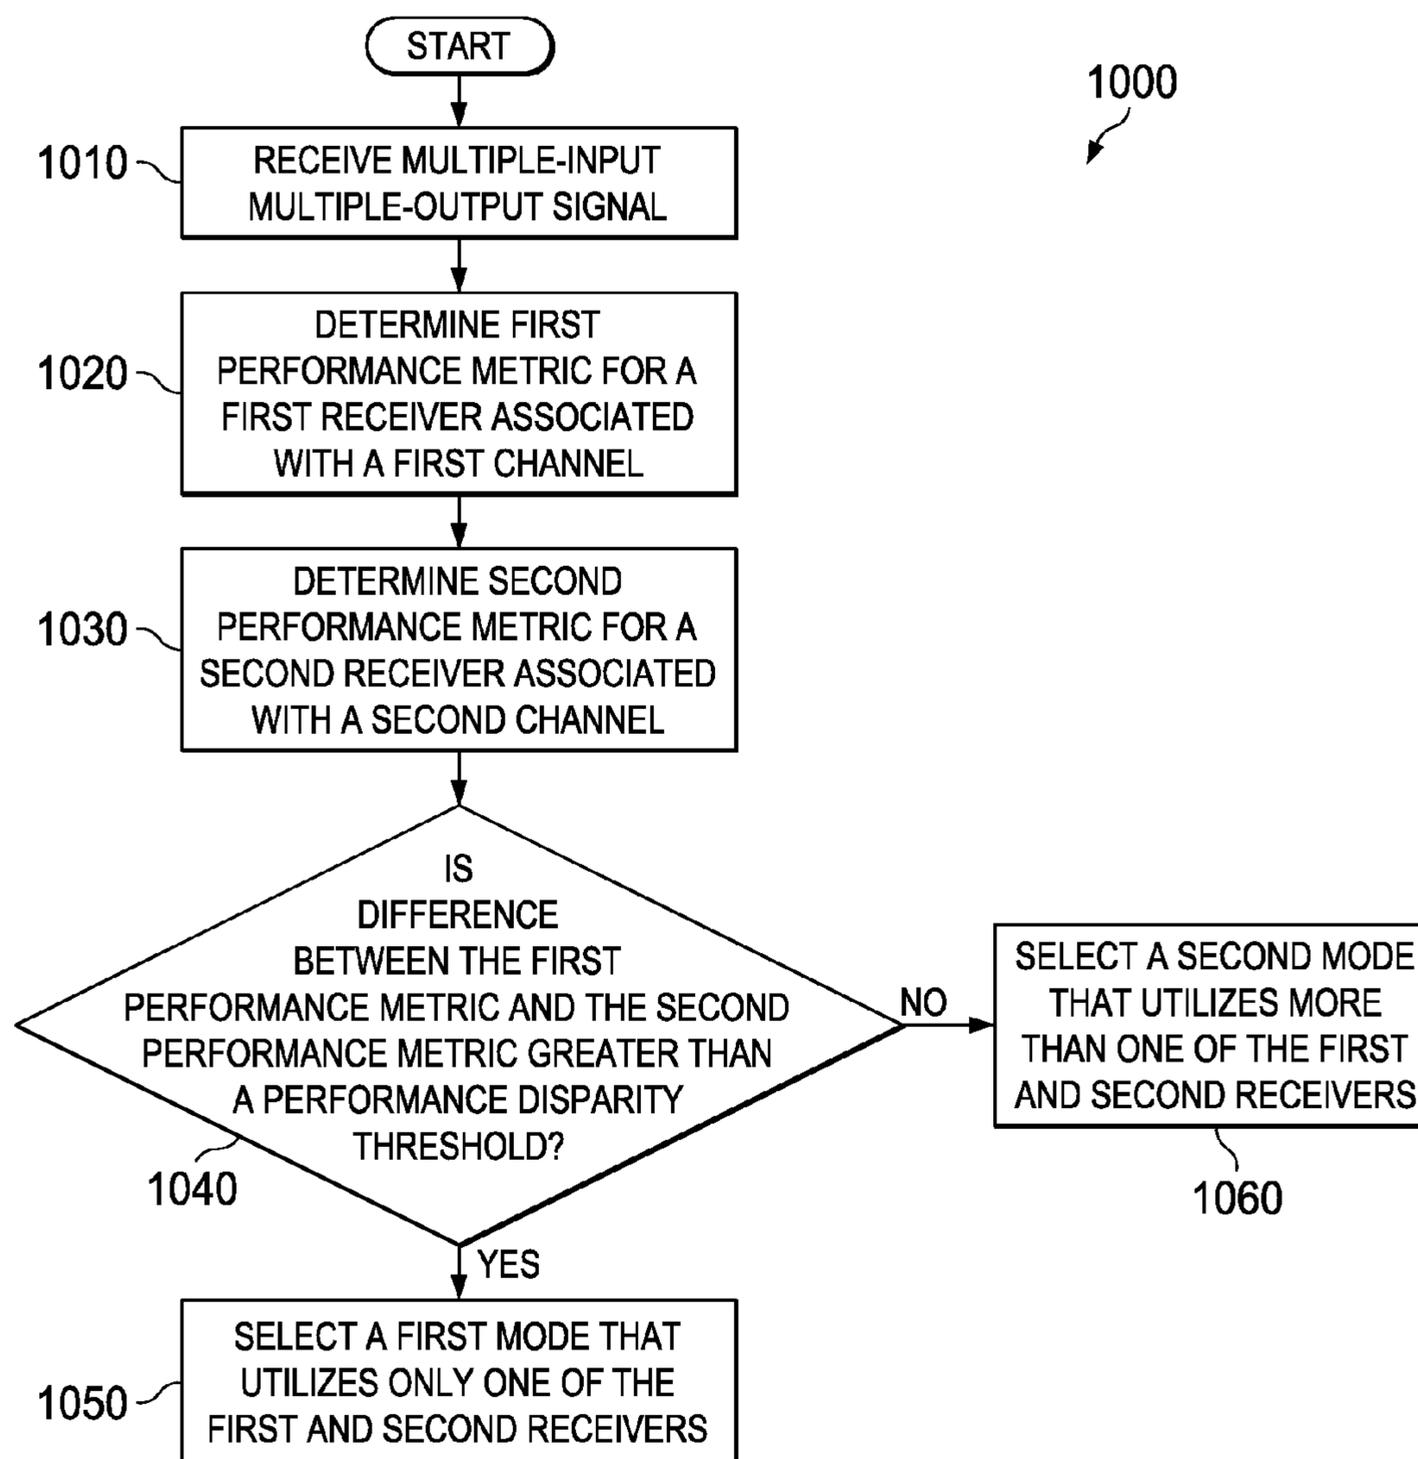 START
1000
1010
RECEIVE MULTIPLE-INPUT
MULTIPLE-OUTPUT SIGNAL
1020
DETERMINE FIRST
PERFORMANCE METRIC FOR A
FIRST RECEIVER ASSOCIATED
WITH A FIRST CHANNEL
1030
DETERMINE SECOND
PERFORMANCE METRIC FOR A
SECOND RECEIVER ASSOCIATED
WITH A SECOND CHANNEL
IS
DIFFERENCE
BETWEEN THE FIRST
PERFORMANCE METRIC AND THE SECOND
PERFORMANCE METRIC GREATER THAN
A PERFORMANCE DISPARITY
THRESHOLD?
1040
NO
SELECT A SECOND MODE
THAT UTILIZES MORE
THAN ONE OF THE FIRST
AND SECOND RECEIVERS
1060
YES
1050
SELECT A FIRST MODE THAT
UTILIZES ONLY ONE OF THE
FIRST AND SECOND RECEIVERS